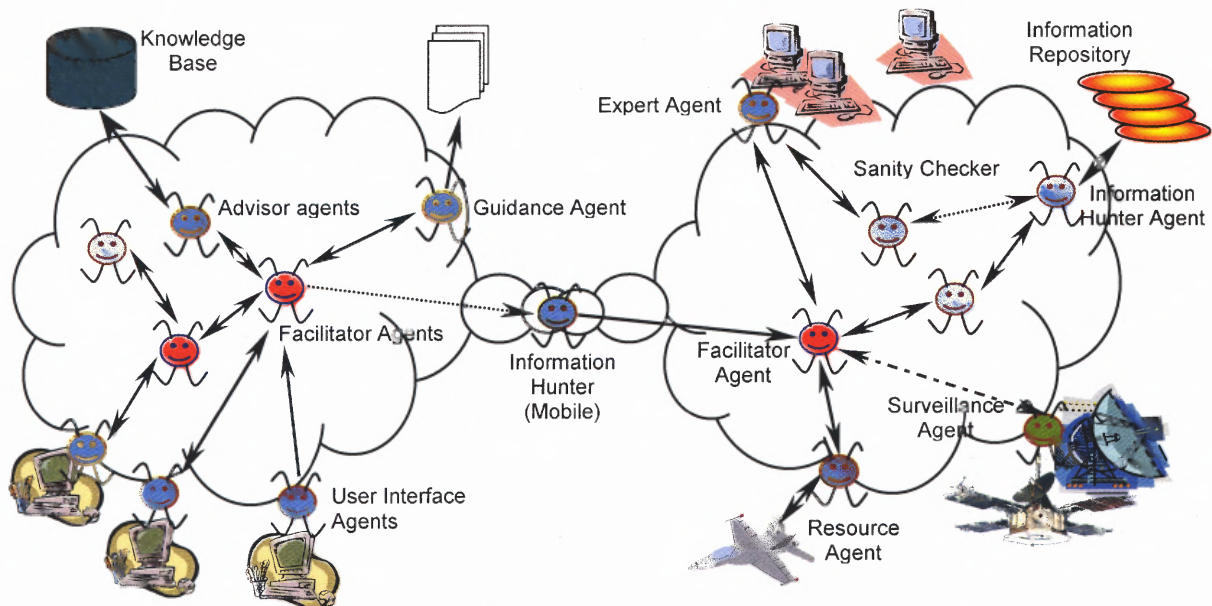 Knowledge
Base
Information
Repository
Expert Agent
Sanity Checker
Advisor agents
Guidance Agent
Information
Hunter Agent
Facilitator Agents
Information
Hunter
(Mobile)
Facilitator
Agent
Surveillance
Agent
User Interface
Agents
Resource
Agent